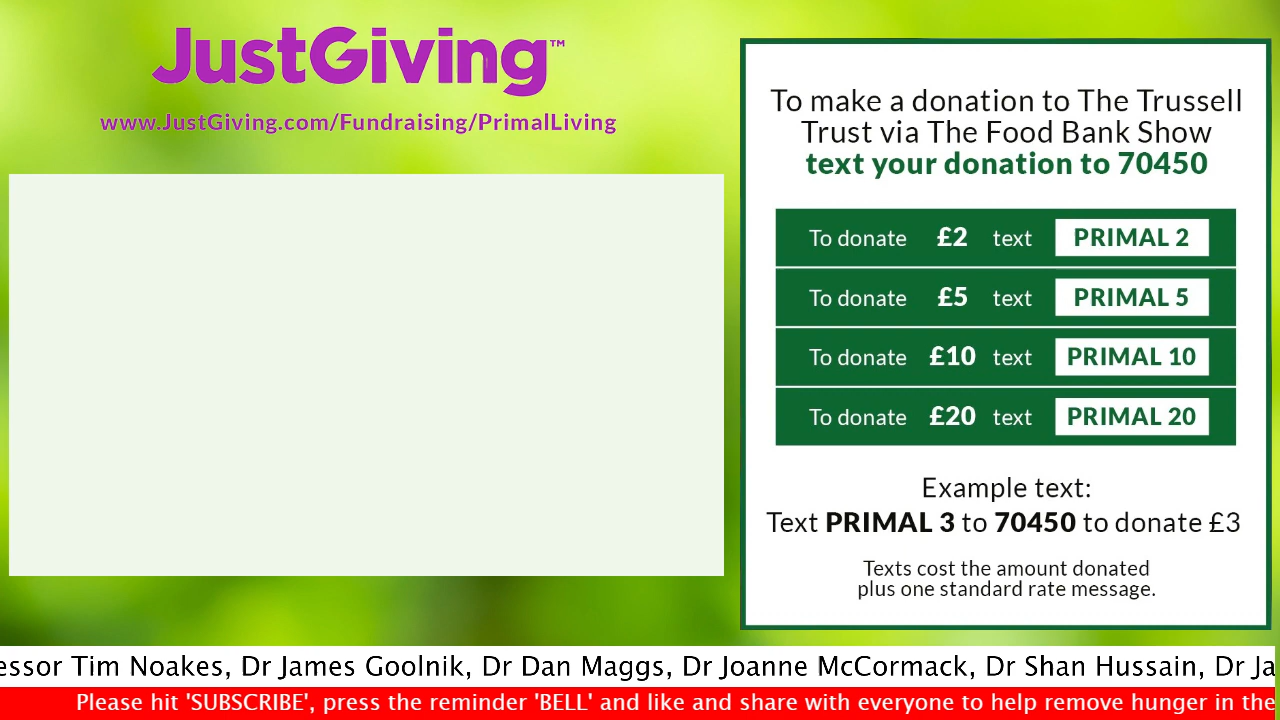 JustGiving™
www.JustGiving.com/Fundraising/PrimalLiving
To make a donation to The Trussell
Trust via The Food Bank Show
text your donation to 70450
To donate £2 text PRIMAL 2
To donate £5 text PRIMAL 5
To donate £10 text PRIMAL 10
To donate £20 text PRIMAL 20
Example text:
Text PRIMAL 3 to 70450 to donate £3
Texts cost the amount donated
plus one standard rate message.
essor Tim Noakes, Dr James Goolnik, Dr Dan Maggs, Dr Joanne McCormack, Dr Shan Hussain, Dr Ja
Please hit 'SUBSCRIBE', press the reminder 'BELL' and like and share with everyone to help remove hunger in the